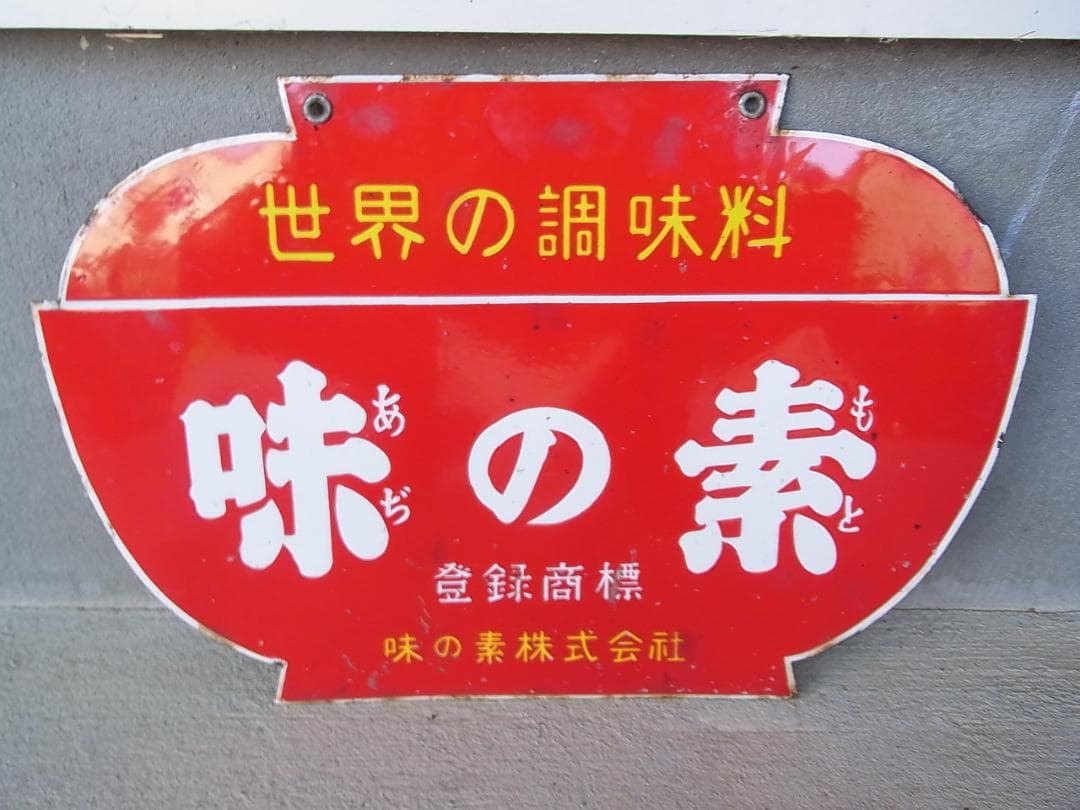 世界の調味料
味の素
あぢ
もと
登録商標
味の素株式会社